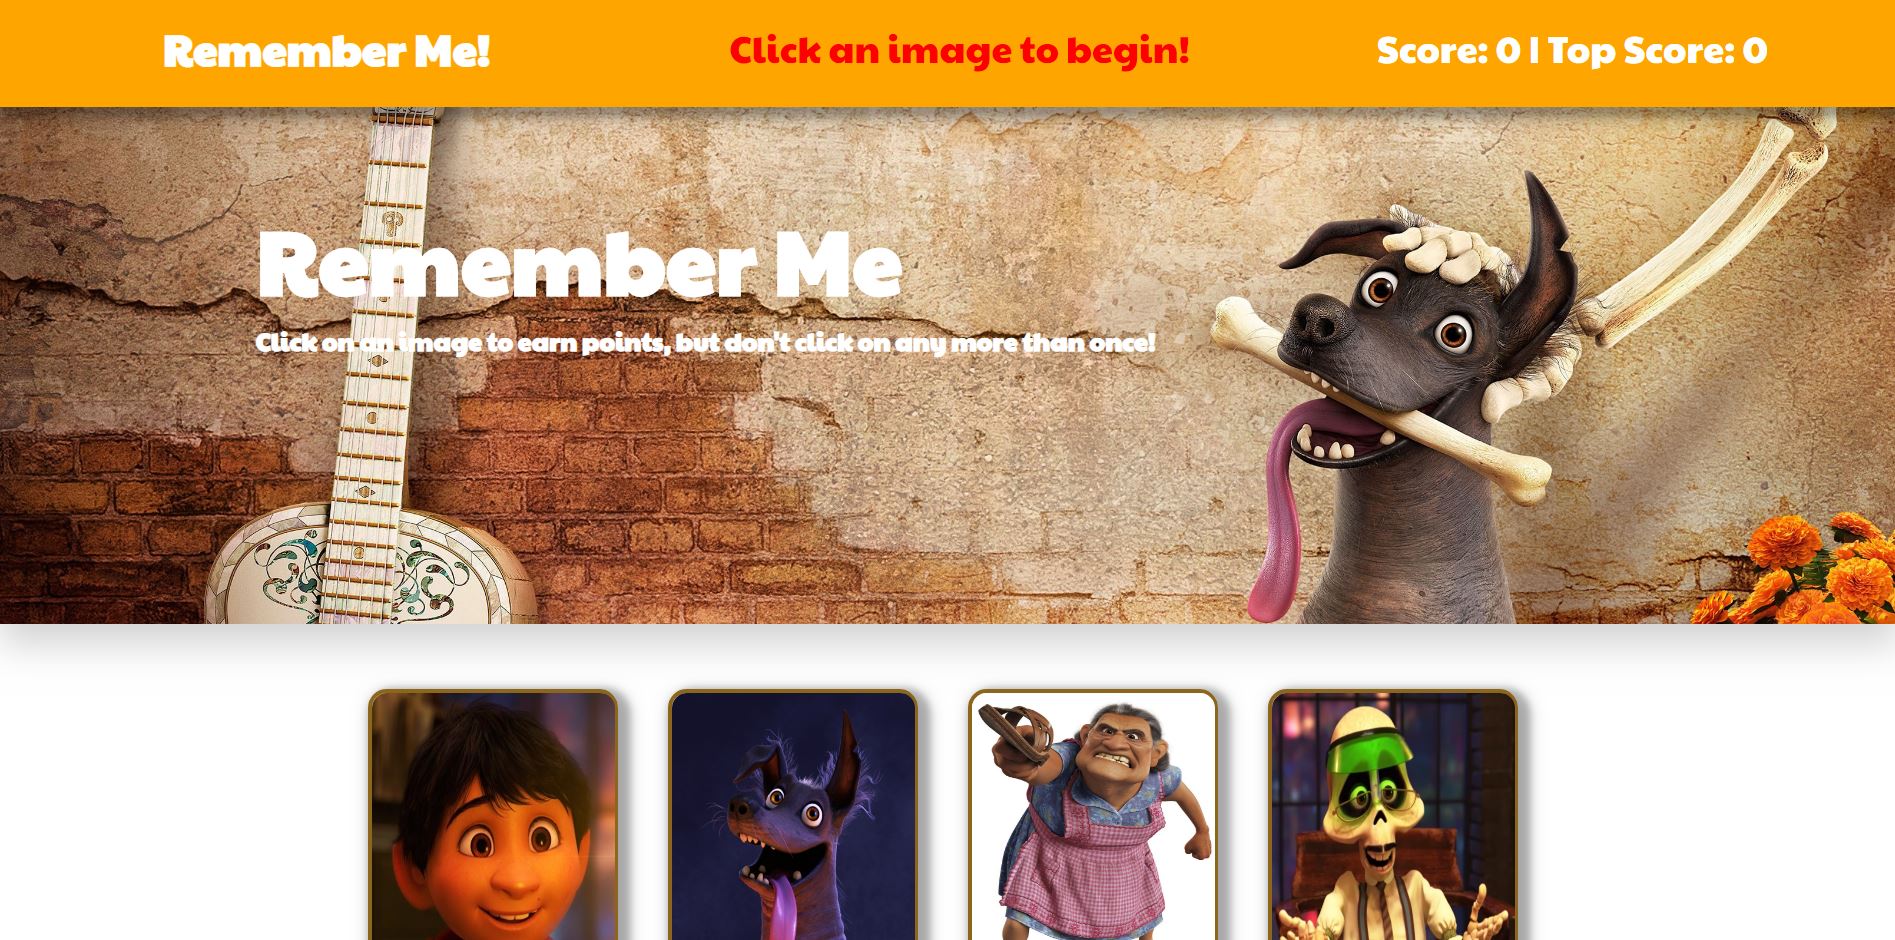 Remember Me!
Click an image to begin!
Score: 0 | Top Score: 0
Remember Me
Click on an image to earn points, but don't click on any more than once!